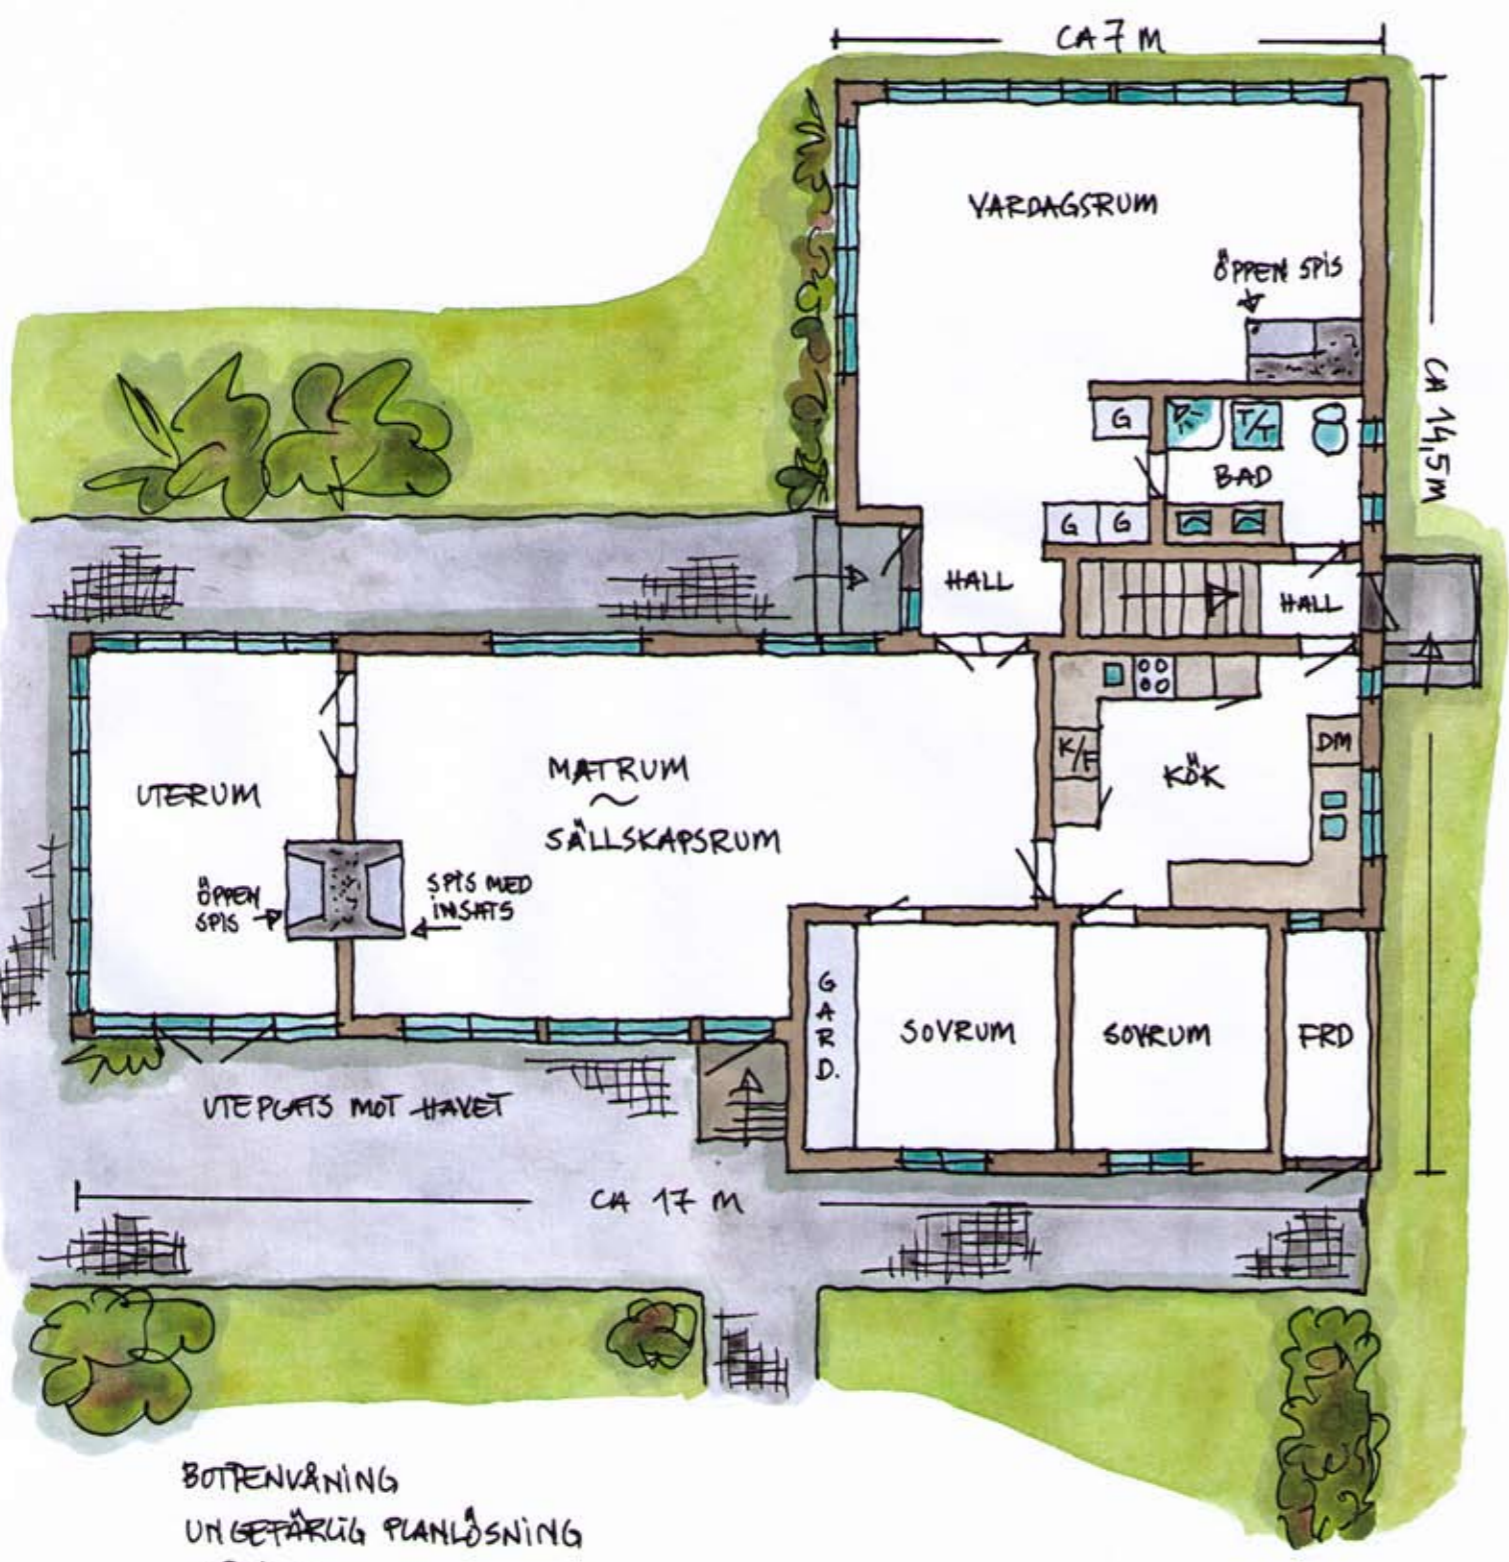 CA 7 M
VARDAGSRUM
ÖPPEN SPIS
CA 14,5 M
G
T/T
BAD
G G
HALL
HALL
K/F
KÖK
DM
UTERUM
MATRUM
~
SÄLLSKAPSRUM
ÖPPEN
SPIS
SPIS MED
INSATS
GARD.
SOVRUM
SOVRUM
FRD
UTEPLATS MOT HAVET
CA 17 M
BOTTENVÅNING
UNGEFÄRLIG PLANLÖSNING